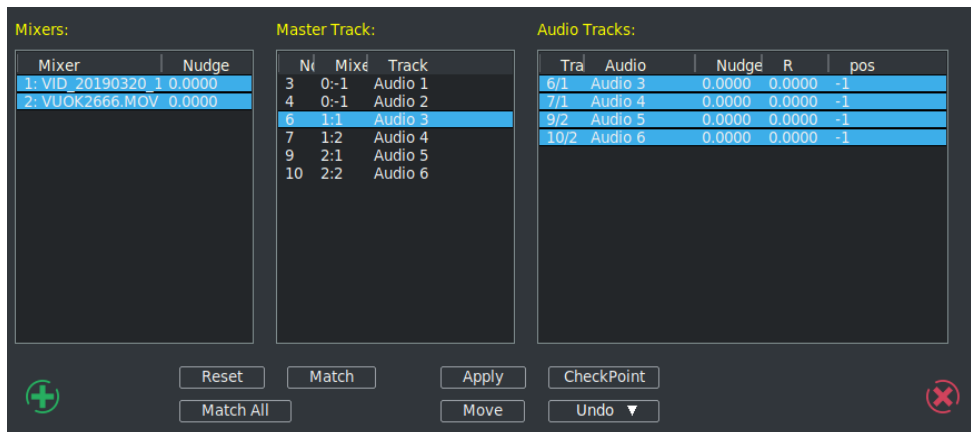 Mixers:
Mixer Nudge
1: VID_20190320_1 0.0000
2: VUOK2666.MOV 0.0000
Master Track:
No Mixe Track
3 0:-1 Audio 1
4 0:-1 Audio 2
6 1:1 Audio 3
7 1:2 Audio 4
9 2:1 Audio 5
10 2:2 Audio 6
Audio Tracks:
Tra Audio Nudge R pos
6/1 Audio 3 0.0000 0.0000 -1
7/1 Audio 4 0.0000 0.0000 -1
9/2 Audio 5 0.0000 0.0000 -1
10/2 Audio 6 0.0000 0.0000 -1
Reset Match Apply CheckPoint
Match All Move Undo ▼